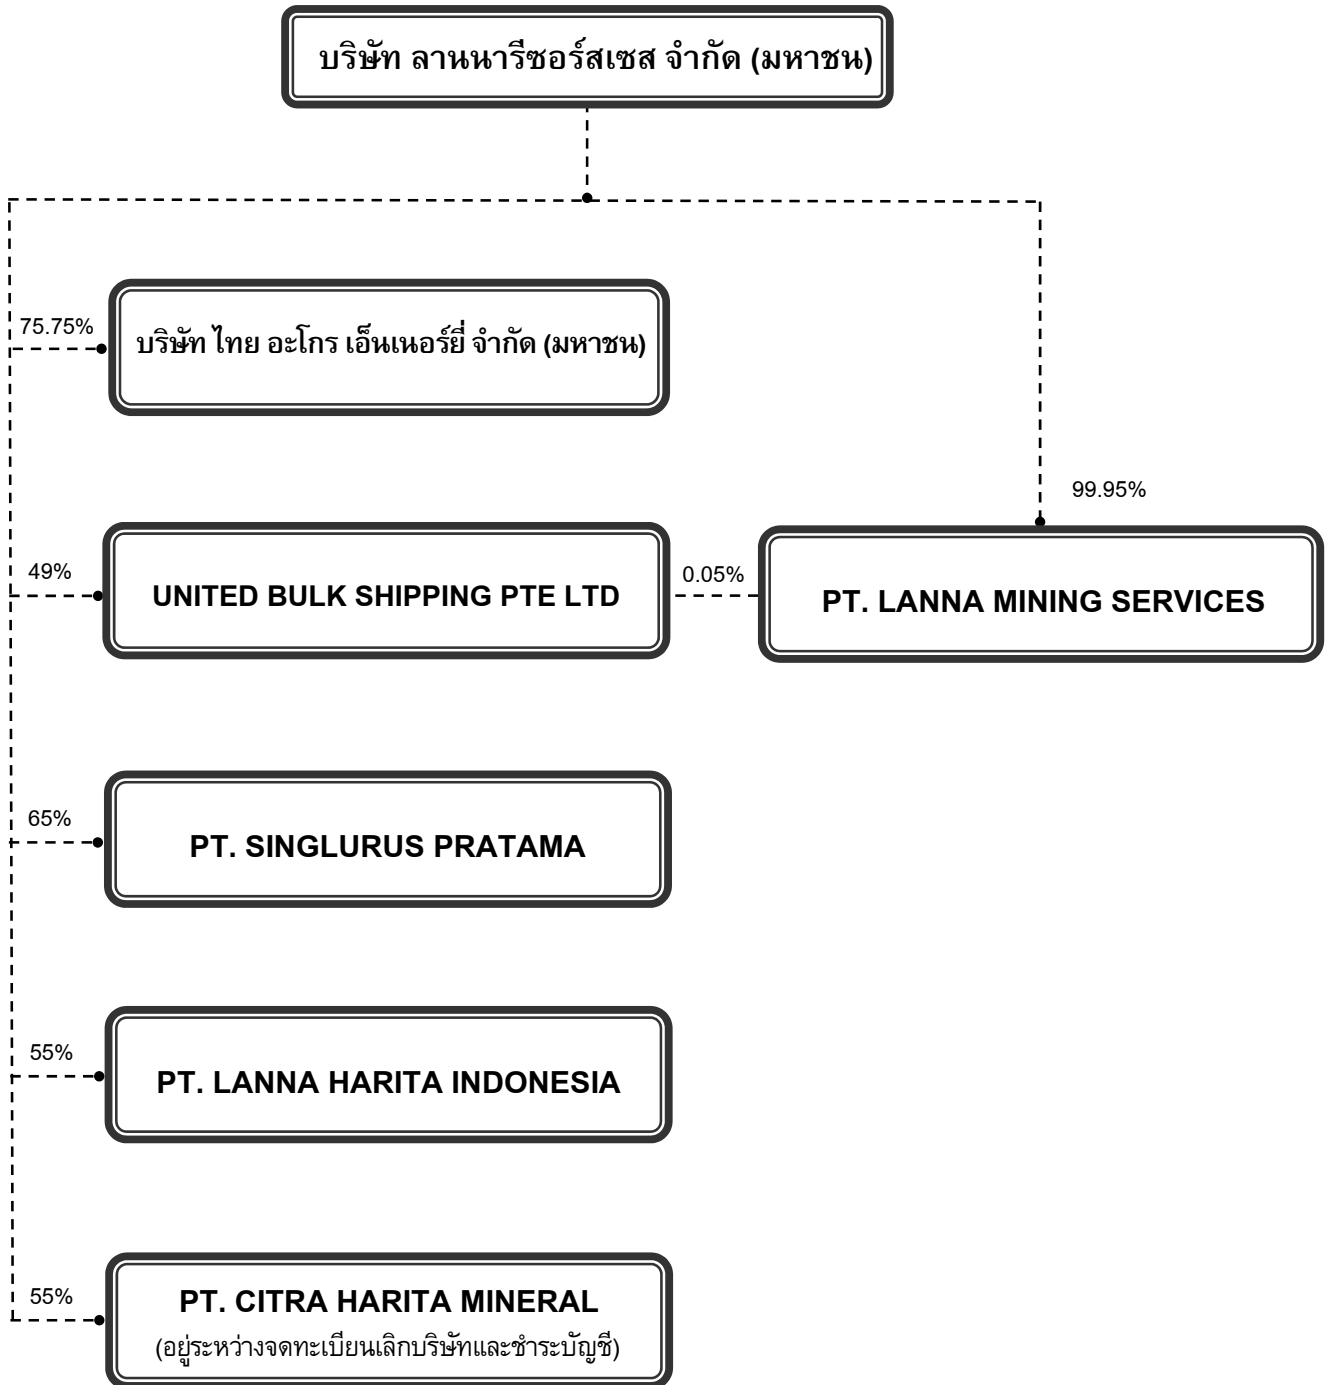 บริษัท ลานนารีซอร์สเซส จำกัด (มหาชน)
75.75%
บริษัท ไทย อะโกร เอ็นเนอร์ยี่ จำกัด (มหาชน)
99.95%
49%
UNITED BULK SHIPPING PTE LTD
0.05%
PT. LANNA MINING SERVICES
65%
PT. SINGLURUS PRATAMA
55%
PT. LANNA HARITA INDONESIA
55%
PT. CITRA HARITA MINERAL
(อยู่ระหว่างจดทะเบียนเลิกบริษัทและชำระบัญชี)